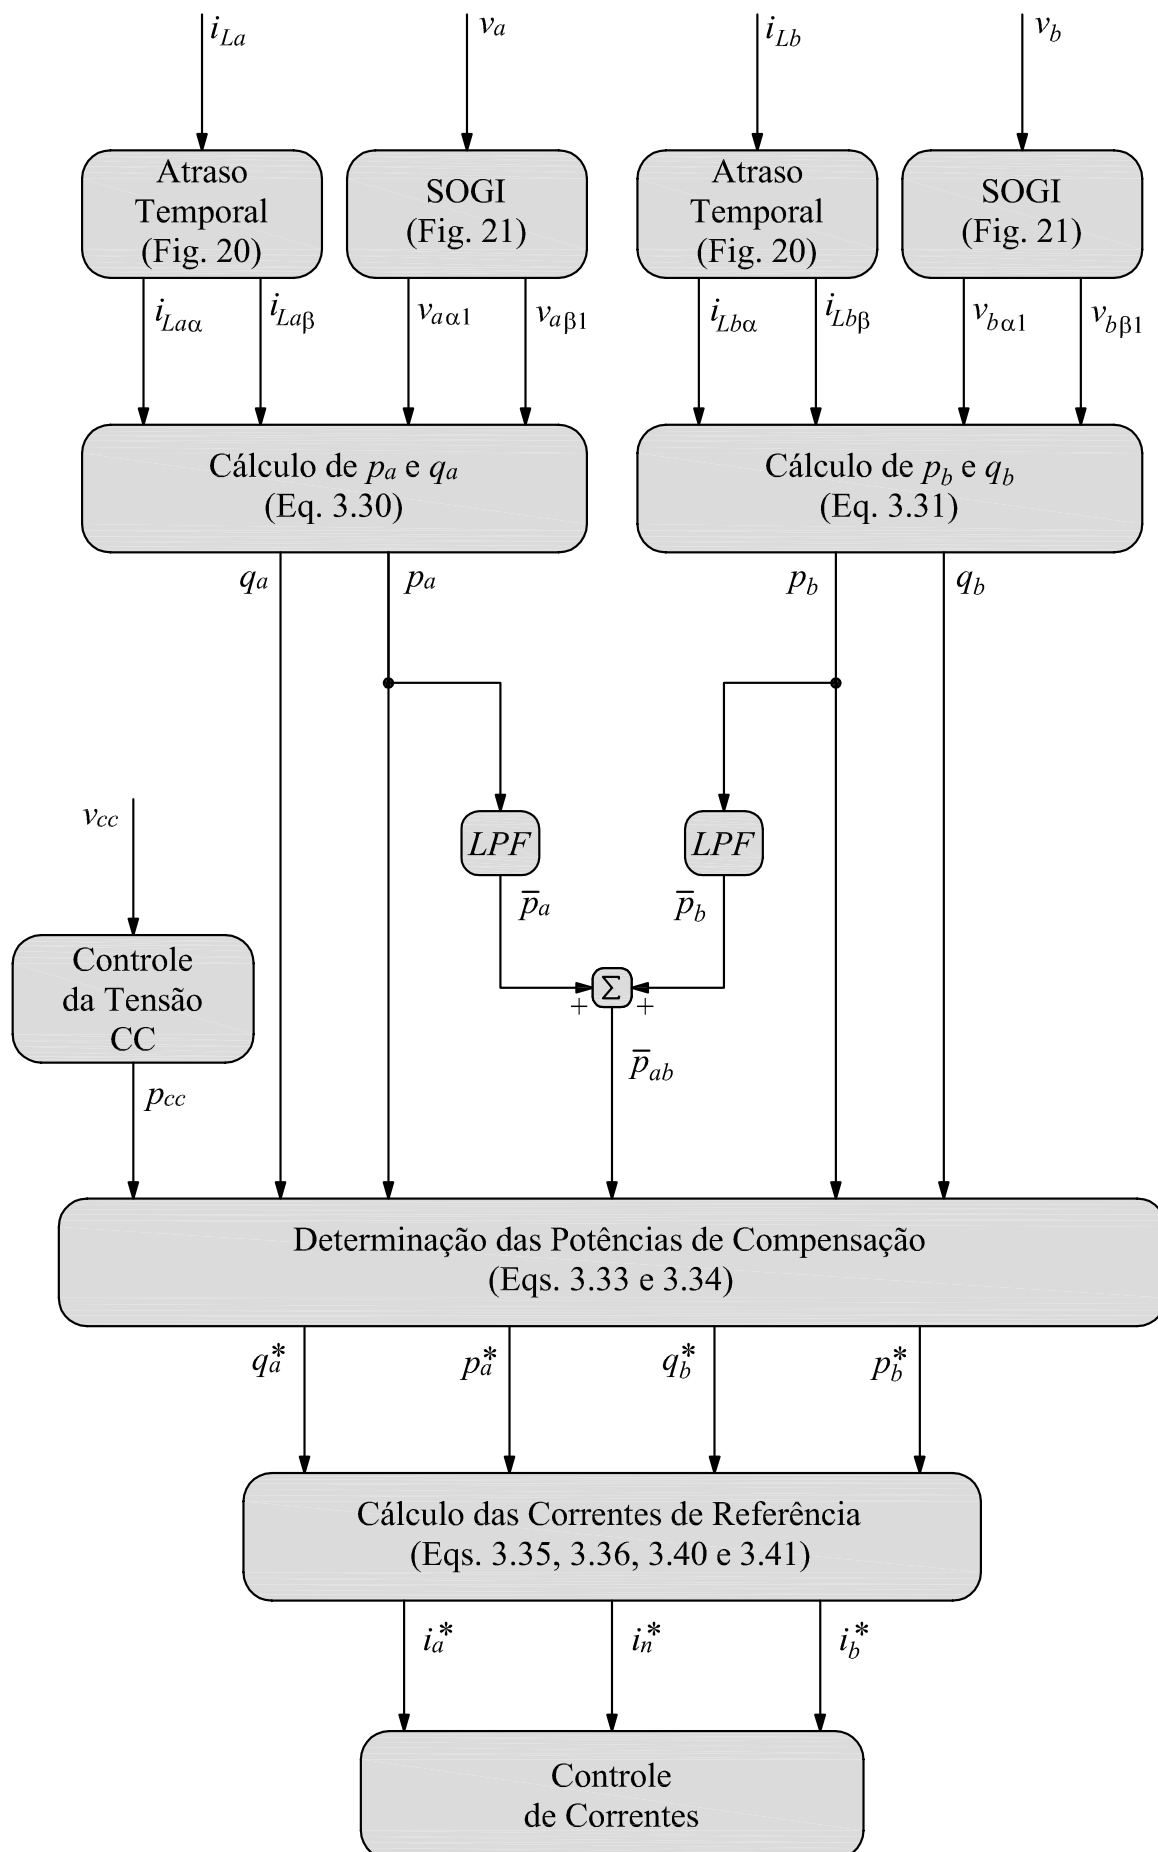 i_La
v_a
i_Lb
v_b
Atraso
Temporal
(Fig. 20)
SOGI
(Fig. 21)
Atraso
Temporal
(Fig. 20)
SOGI
(Fig. 21)
i_Laα
i_Laβ
v_aα1
v_aβ1
i_Lbα
i_Lbβ
v_bα1
v_bβ1
Cálculo de p_a e q_a
(Eq. 3.30)
Cálculo de p_b e q_b
(Eq. 3.31)
q_a
p_a
p_b
q_b
v_cc
LPF
LPF
p̅_a
p̅_b
Controle
da Tensão
CC
+
Σ
+
p̅_ab
p_cc
Determinação das Potências de Compensação
(Eqs. 3.33 e 3.34)
q_a*
p_a*
q_b*
p_b*
Cálculo das Correntes de Referência
(Eqs. 3.35, 3.36, 3.40 e 3.41)
i_a*
i_n*
i_b*
Controle
de Correntes